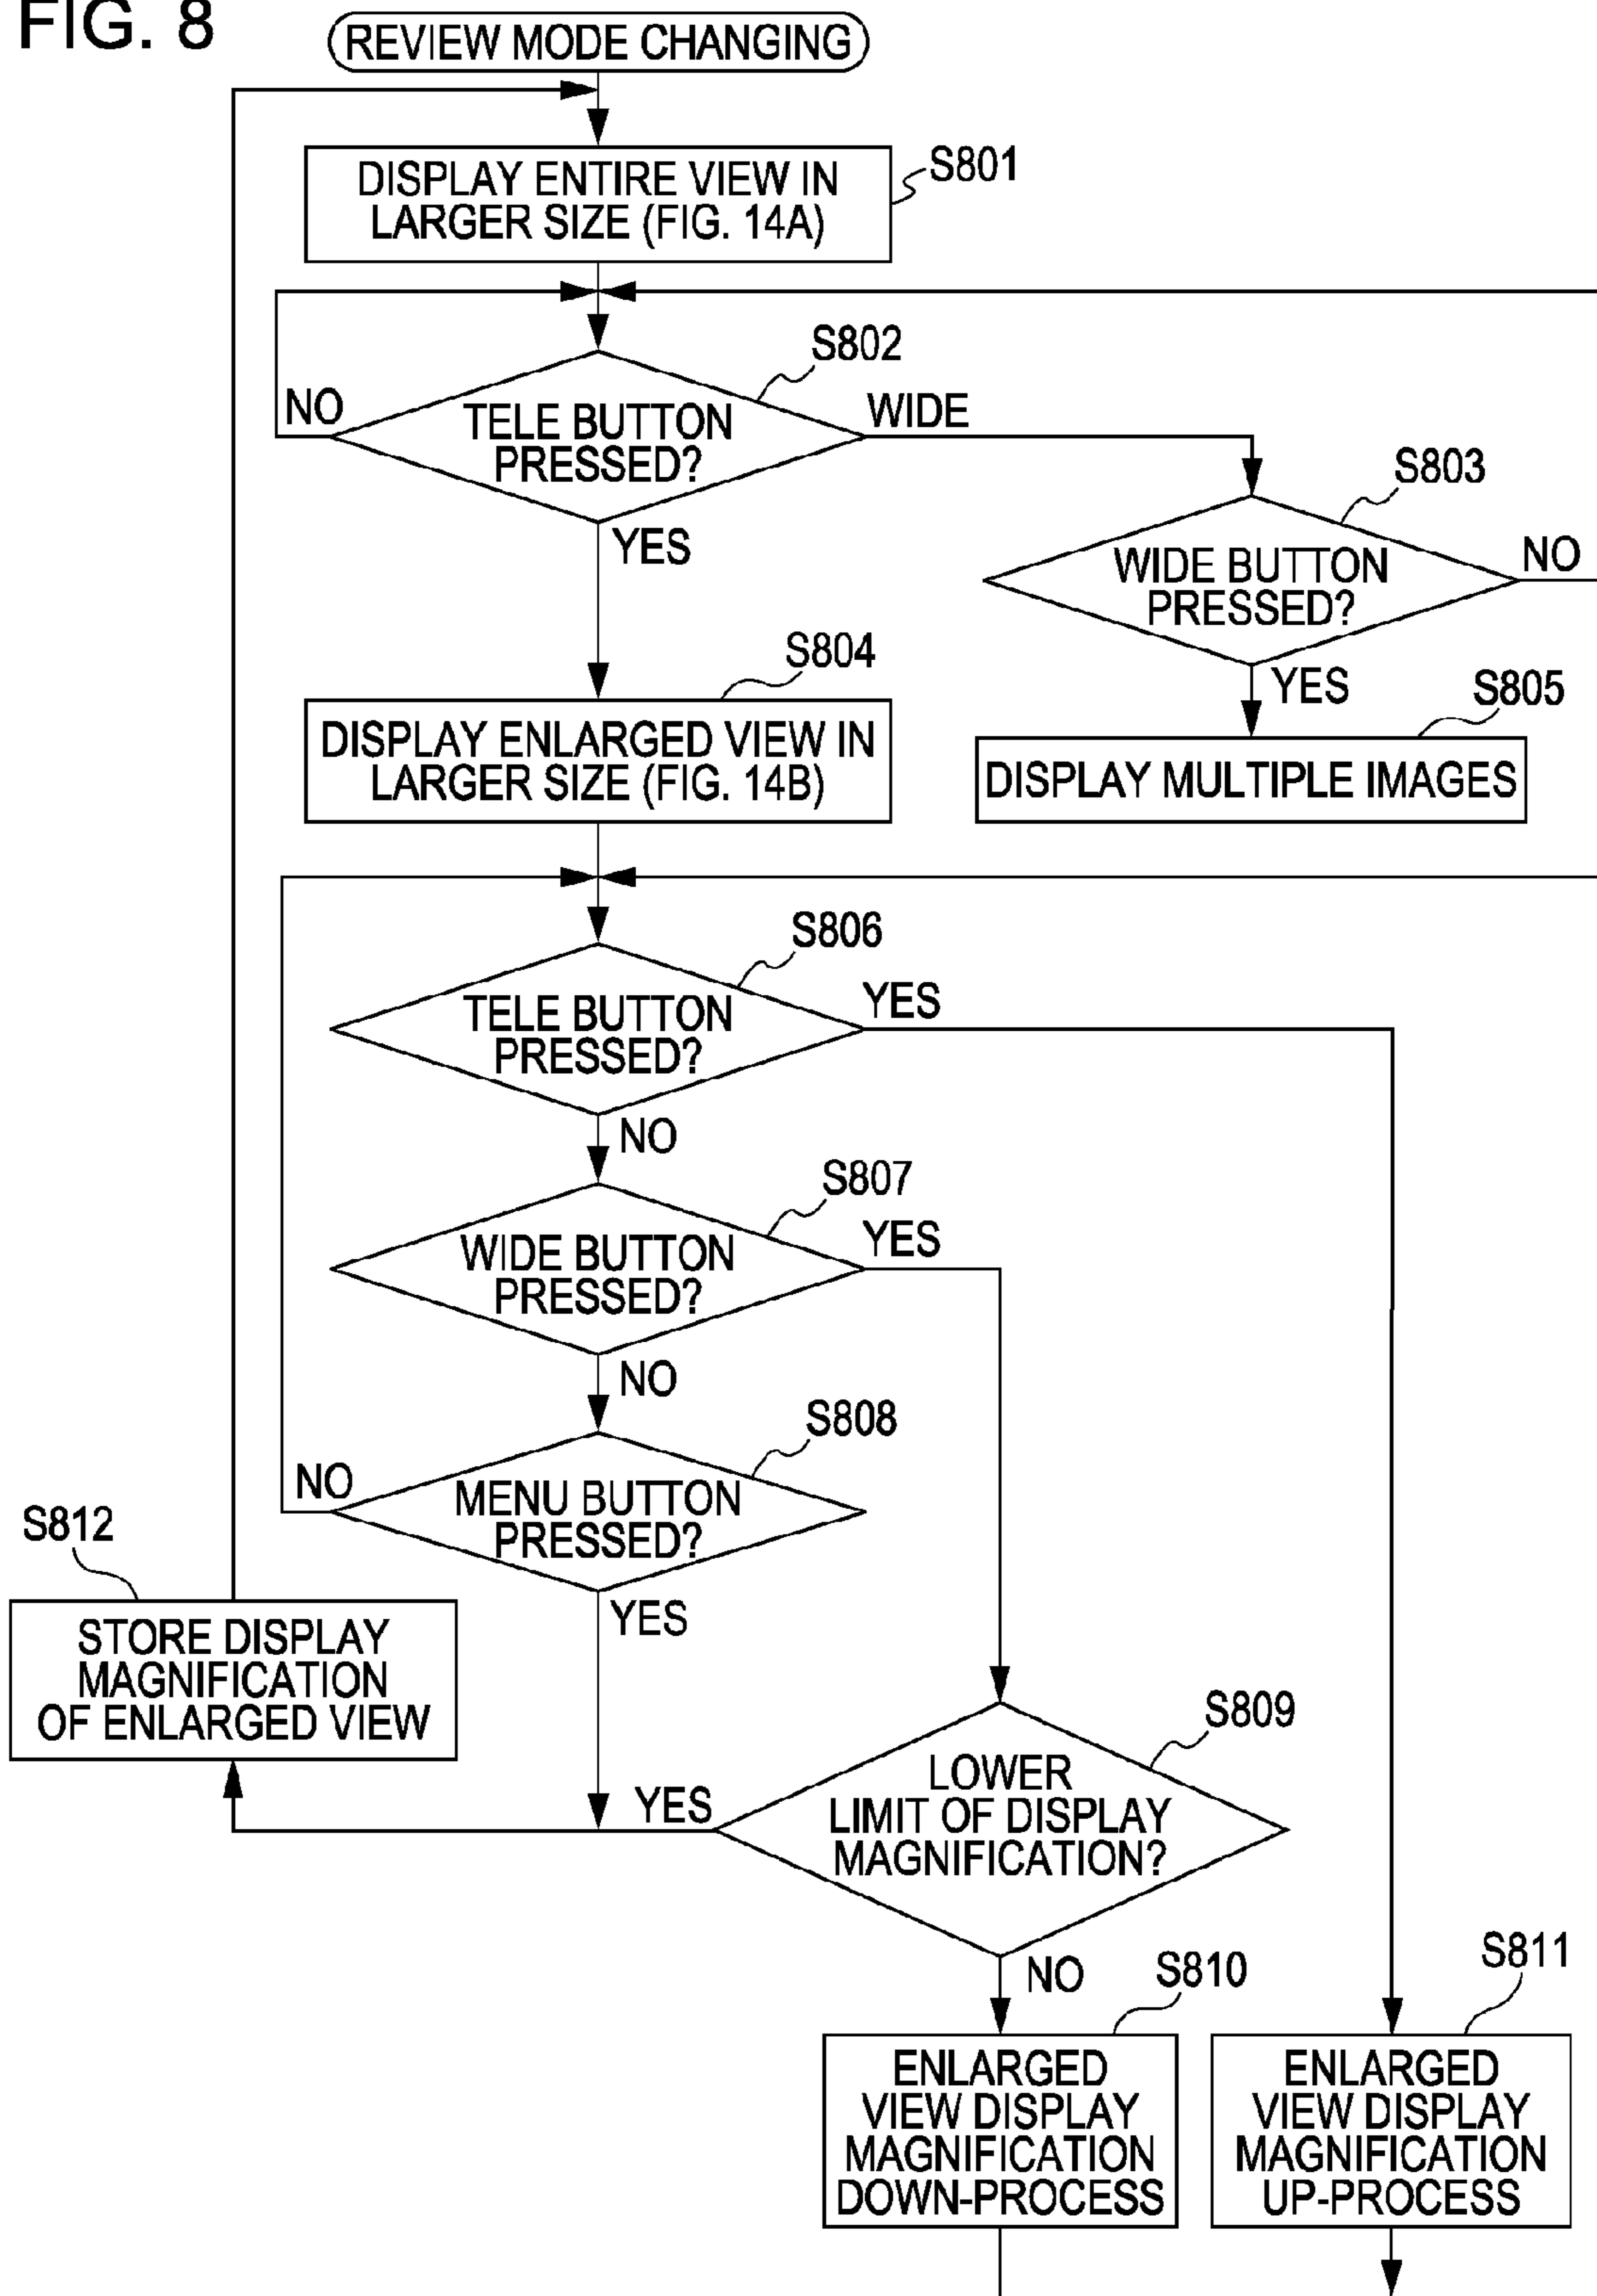 FIG. 8
REVIEW MODE CHANGING
DISPLAY ENTIRE VIEW IN
LARGER SIZE (FIG. 14A)
S801
S802
NO
TELE BUTTON
PRESSED?
WIDE
YES
S803
WIDE BUTTON
PRESSED?
NO
YES
S804
DISPLAY ENLARGED VIEW IN
LARGER SIZE (FIG. 14B)
S805
DISPLAY MULTIPLE IMAGES
S806
TELE BUTTON
PRESSED?
YES
NO
S807
WIDE BUTTON
PRESSED?
YES
NO
S808
NO
MENU BUTTON
PRESSED?
YES
S812
STORE DISPLAY
MAGNIFICATION
OF ENLARGED VIEW
S809
YES
LOWER
LIMIT OF DISPLAY
MAGNIFICATION?
NO
S810
ENLARGED
VIEW DISPLAY
MAGNIFICATION
DOWN-PROCESS
S811
ENLARGED
VIEW DISPLAY
MAGNIFICATION
UP-PROCESS